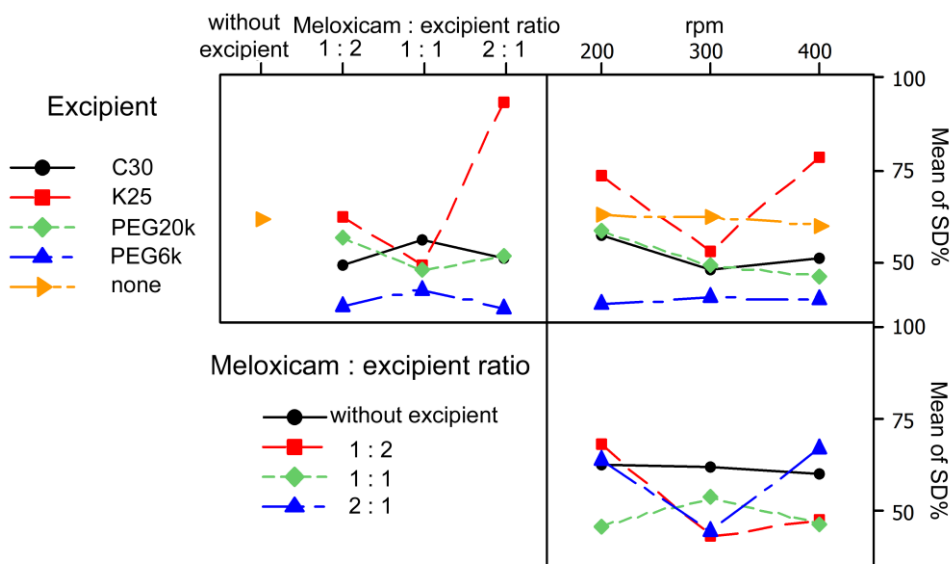 without
excipient
Meloxicam : excipient ratio
1 : 2
1 : 1
2 : 1
rpm
200
300
400
Excipient
C30
K25
PEG20k
PEG6k
none
100
75
50
Mean of SD%
Meloxicam : excipient ratio
without excipient
1 : 2
1 : 1
2 : 1
100
75
50
Mean of SD%